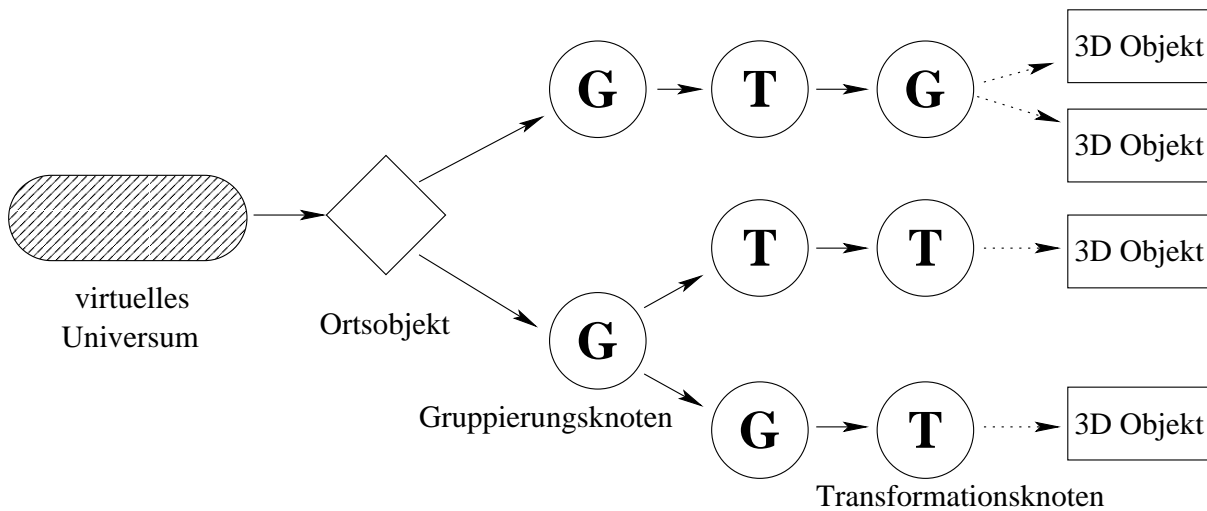 G
T
G
3D Objekt
3D Objekt
virtuelles
Universum
Ortsobjekt
T
T
3D Objekt
G
Gruppierungsknoten
G
T
3D Objekt
Transformationsknoten